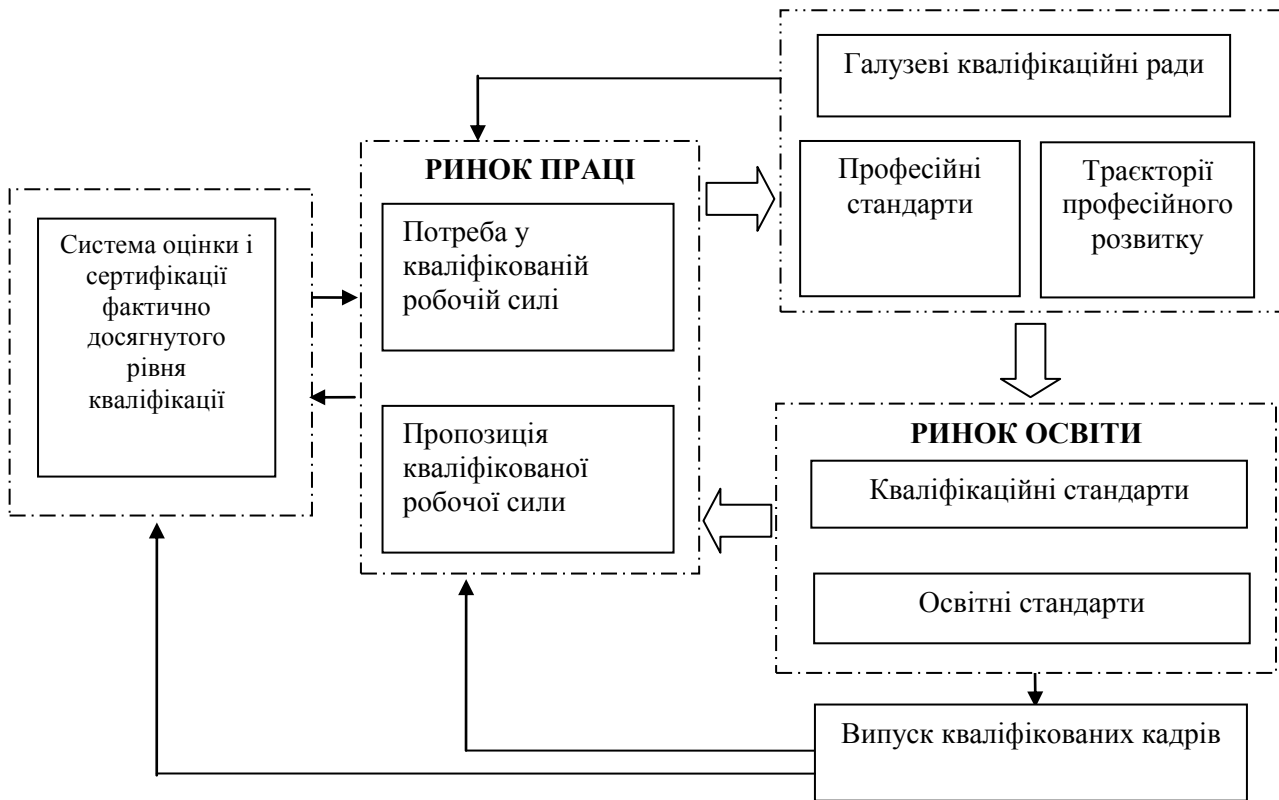 Галузеві кваліфікаційні ради
РИНОК ПРАЦІ
Професійні
стандарти
Траєкторії
професійного
розвитку
Система оцінки і
сертифікації
фактично
досягнутого
рівня
кваліфікації
Потреба у
кваліфікованій
робочій силі
Пропозиція
кваліфікованої
робочої сили
РИНОК ОСВІТИ
Кваліфікаційні стандарти
Освітні стандарти
Випуск кваліфікованих кадрів